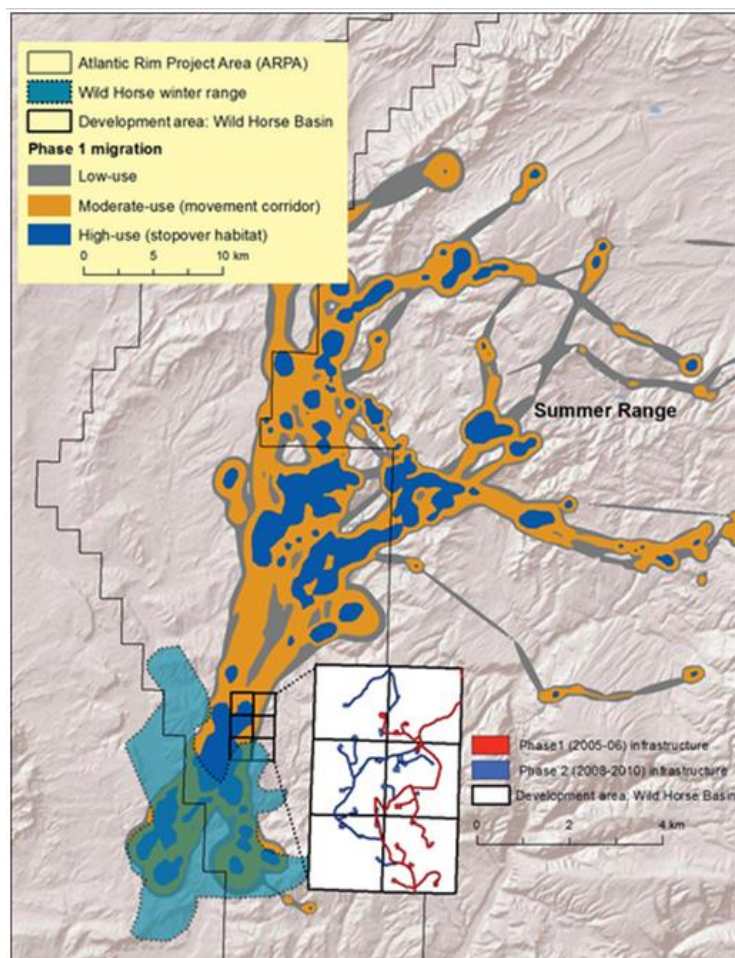 Atlantic Rim Project Area (ARPA)
Wild Horse winter range
Development area: Wild Horse Basin
Phase 1 migration
Low-use
Moderate-use (movement corridor)
High-use (stopover habitat)
0 5 10 km
Summer Range
Phase1 (2005-06) infrastructure
Phase 2 (2008-2010) infrastructure
Development area: Wild Horse Basin
0 2 4 km